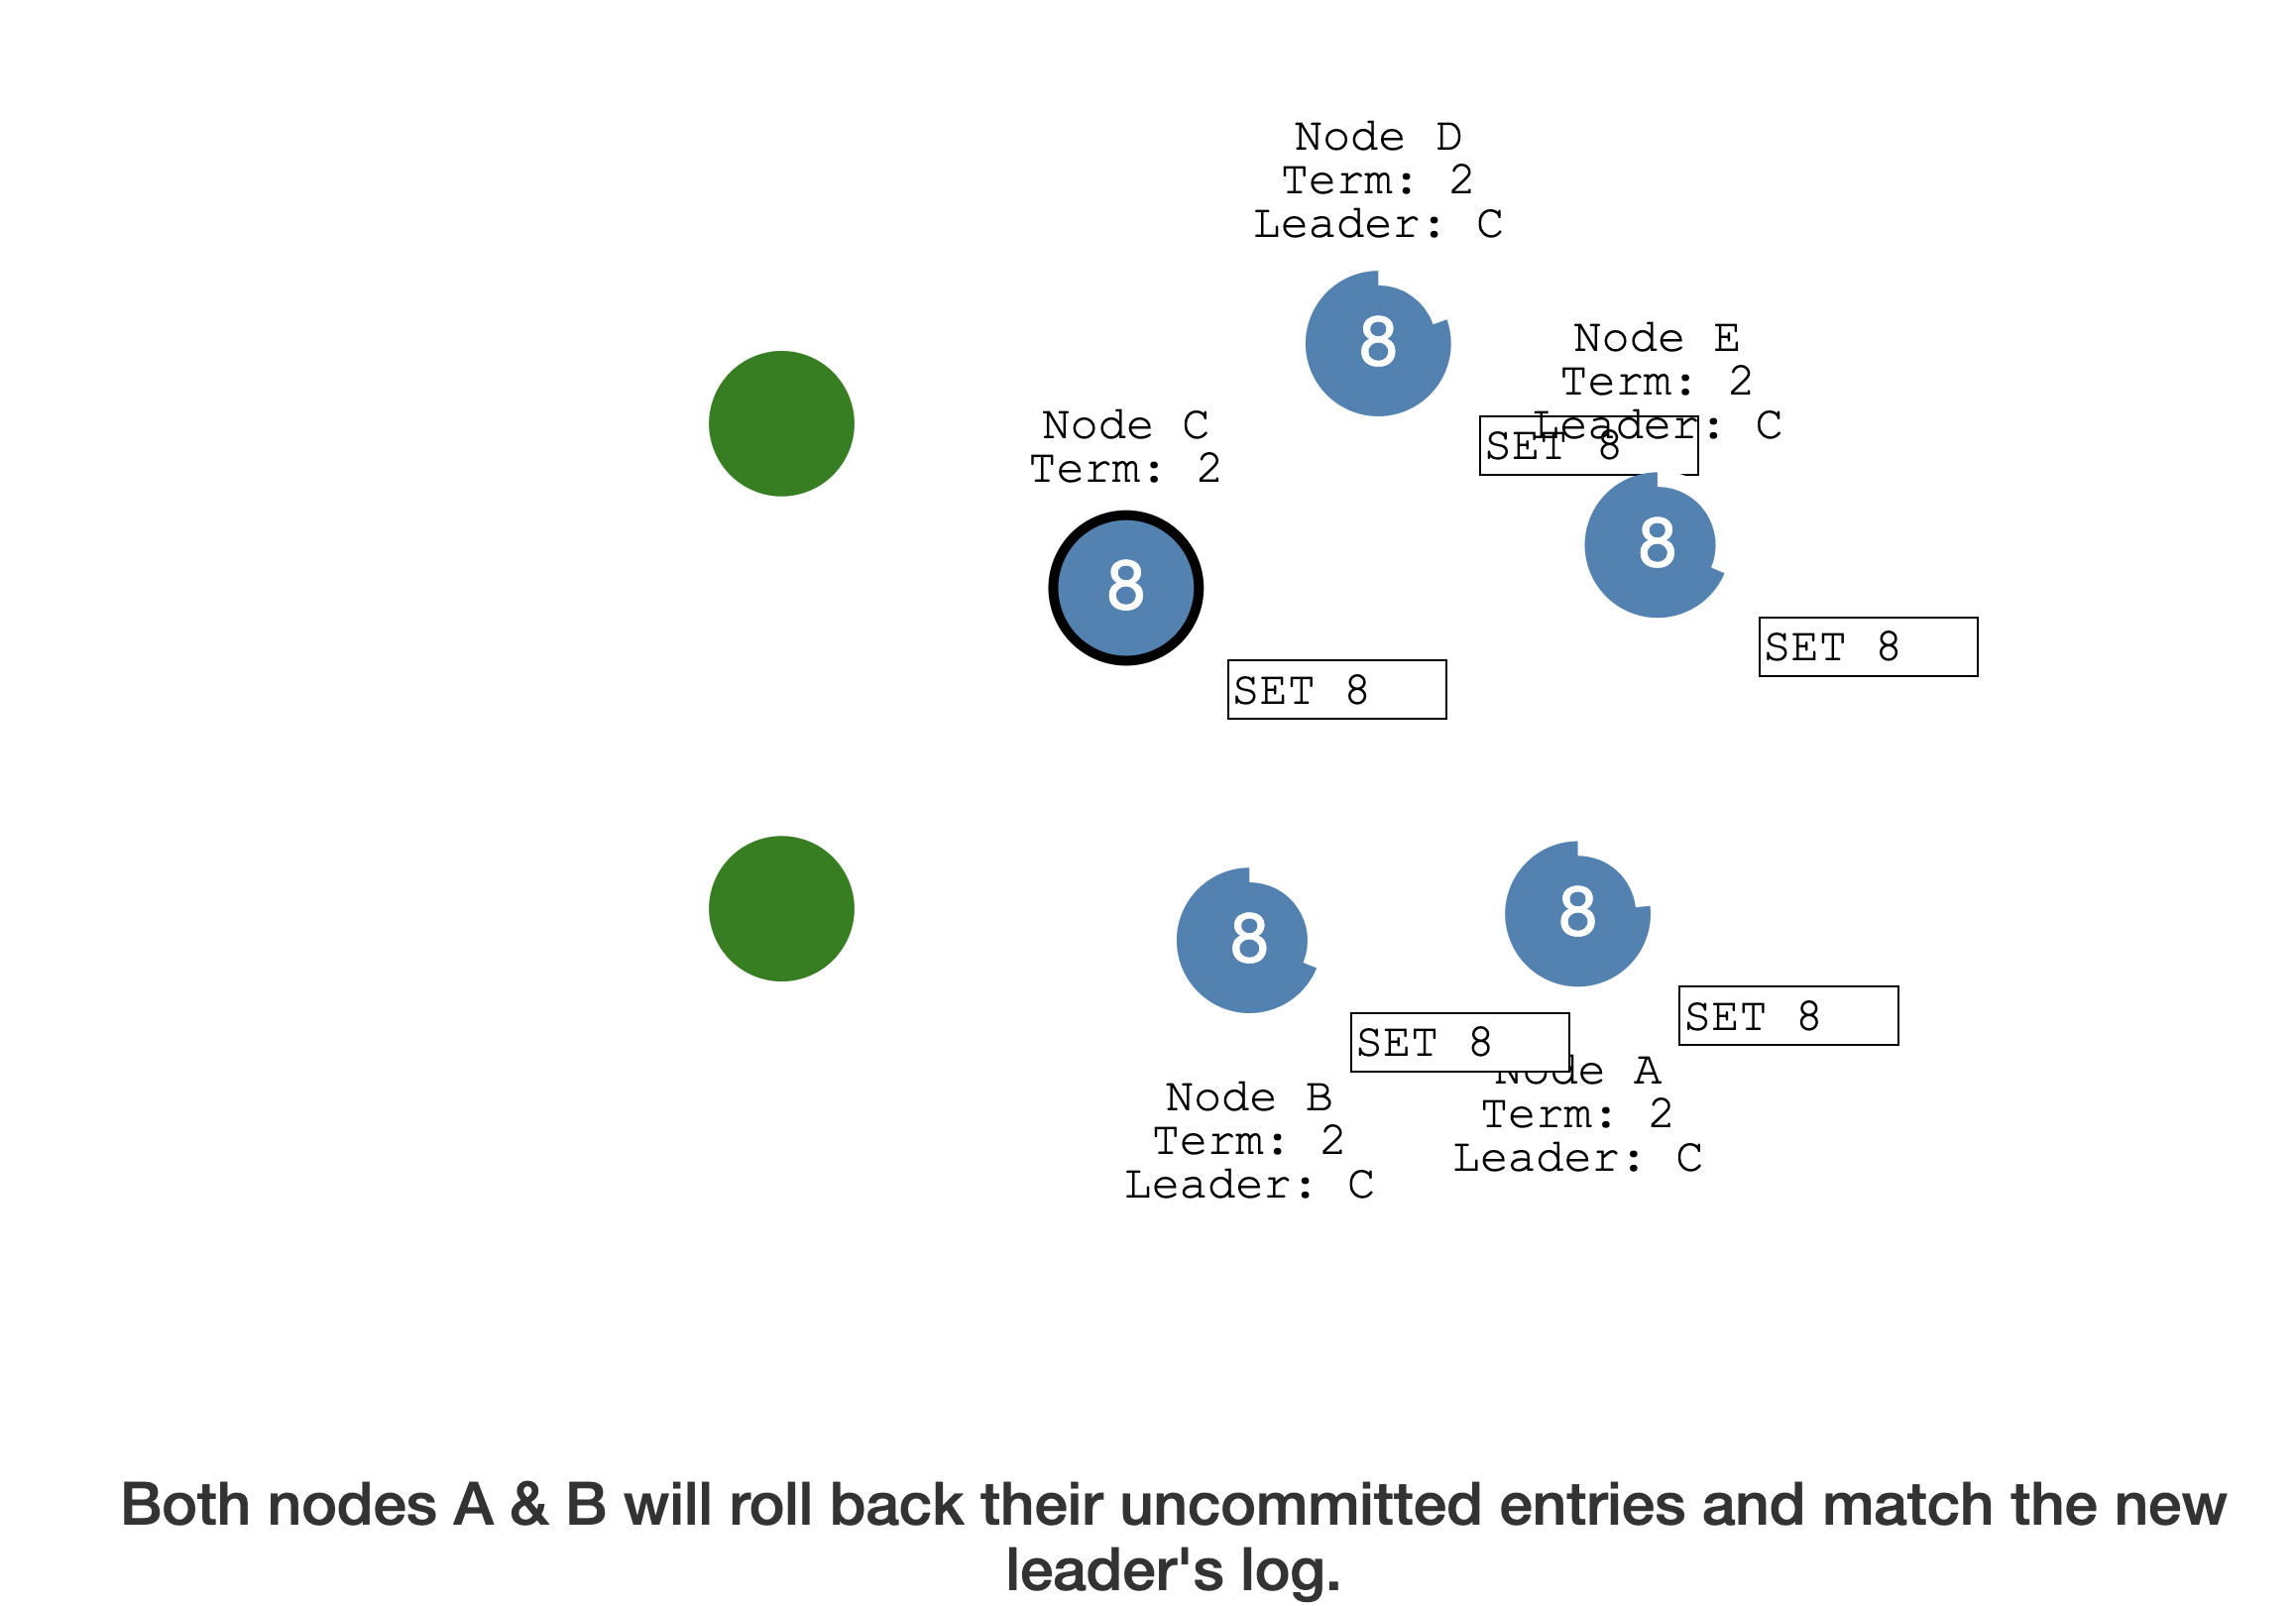 Node D
Term: 2
Leader: C
8
Node E
Term: 2
Leader: C
SET 8
8
SET 8
Node C
Term: 2
8
SET 8
8
SET 8
Node B
Term: 2
Leader: C
8
SET 8
Node A
Term: 2
Leader: C
Both nodes A & B will roll back their uncommitted entries and match the new
leader's log.